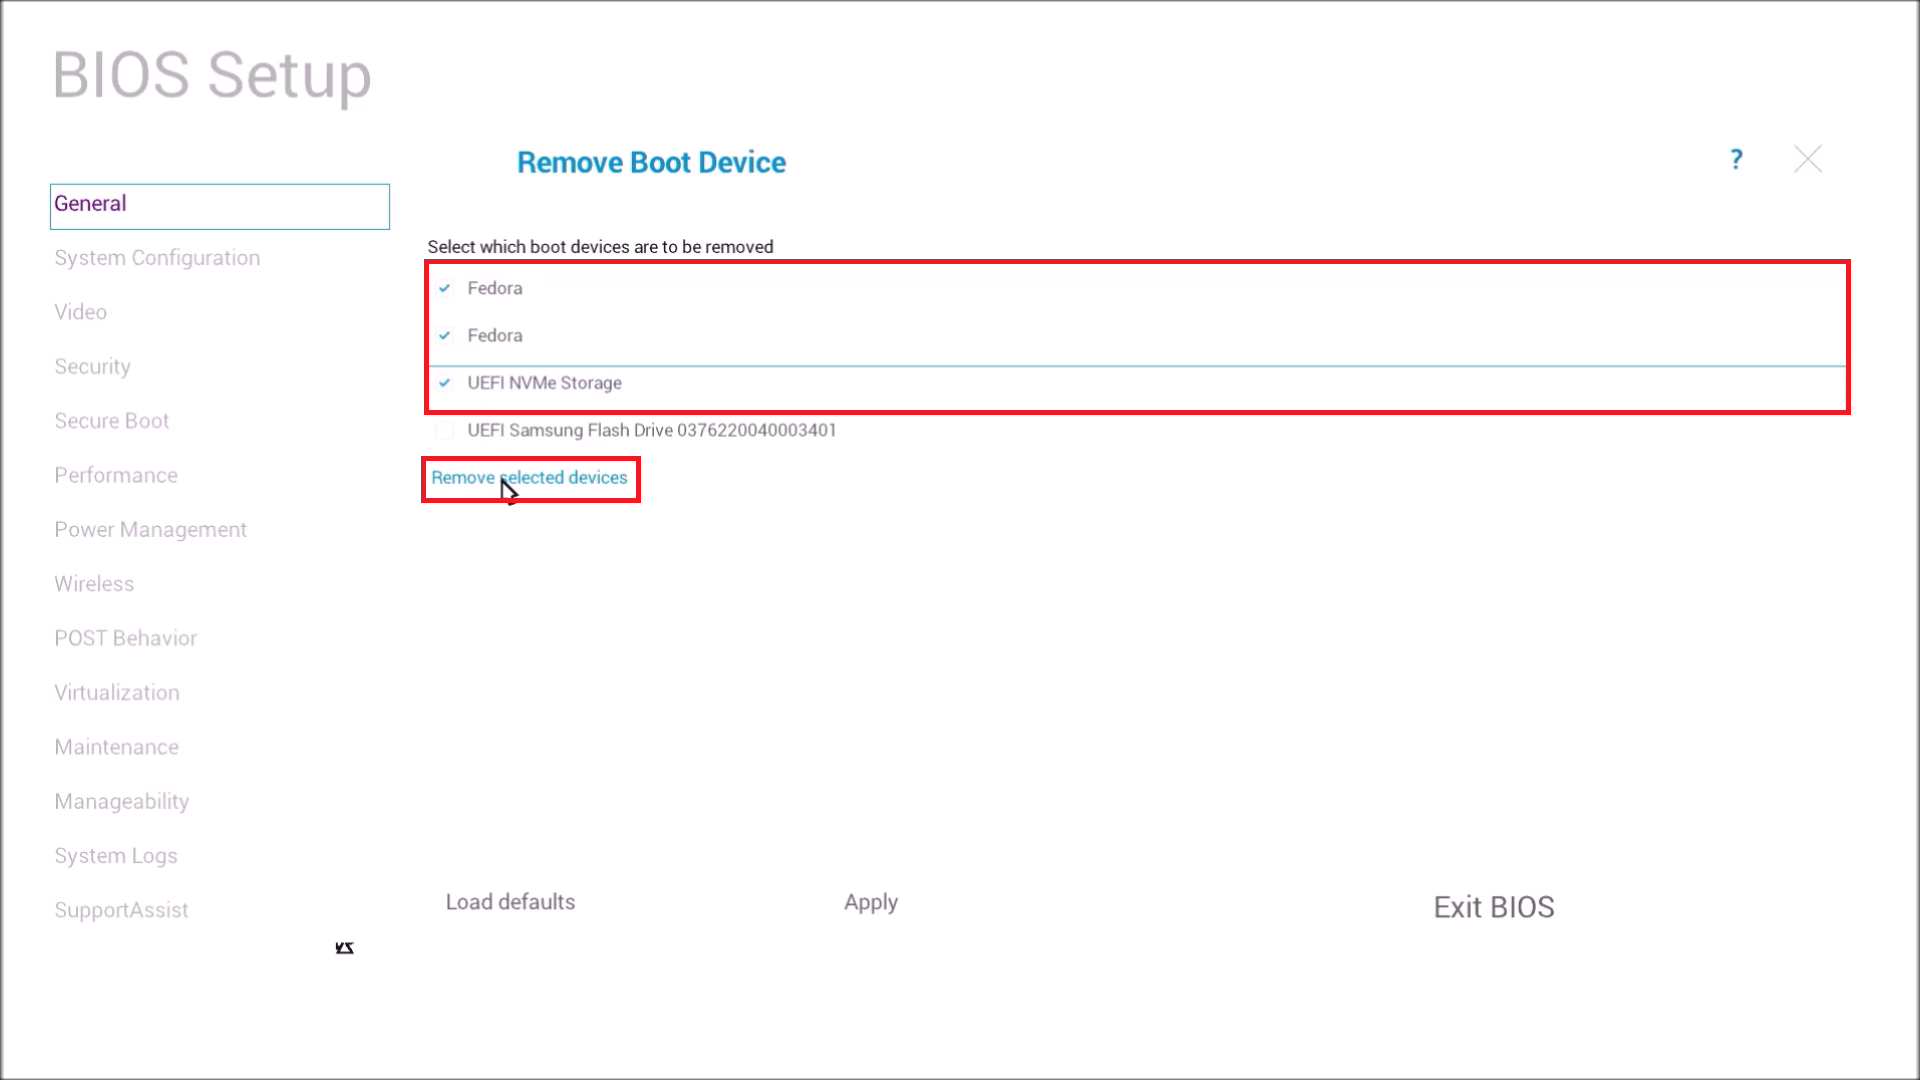 BIOS Setup
Remove Boot Device
?
General
System Configuration
Video
Security
Secure Boot
Performance
Power Management
Wireless
POST Behavior
Virtualization
Maintenance
Manageability
System Logs
SupportAssist
Select which boot devices are to be removed
Fedora
Fedora
UEFI NVMe Storage
UEFI Samsung Flash Drive 0376220040003401
Remove selected devices
Load defaults
Apply
Exit BIOS